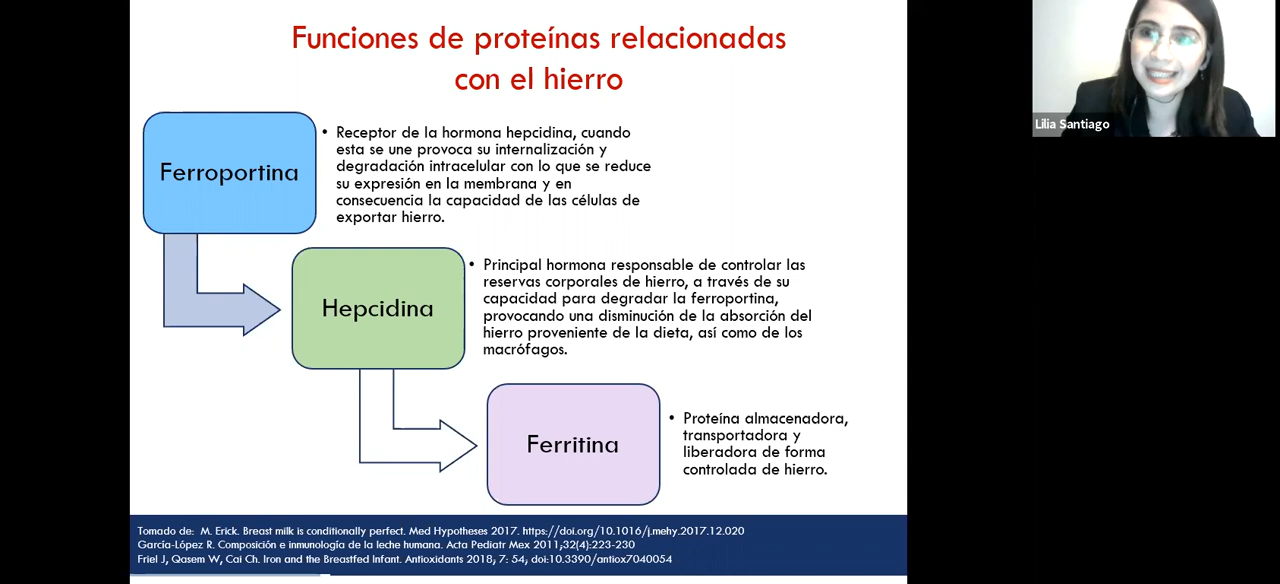 Funciones de proteínas relacionadas
con el hierro
Ferroportina
• Receptor de la hormona hepcidina, cuando
esta se une provoca su internalización y
degradación intracelular con lo que se reduce
su expresión en la membrana y en
consecuencia la capacidad de las células de
exportar hierro.
Hepcidina
• Principal hormona responsable de controlar las
reservas corporales de hierro, a través de su
capacidad para degradar la ferroportina,
provocando una disminución de la absorción del
hierro proveniente de la dieta, así como de los
macrófagos.
Ferritina
• Proteína almacenadora,
transportadora y
liberadora de forma
controlada de hierro.
Tomado de: M. Erick. Breast milk is conditionally perfect. Med Hypotheses 2017. https://doi.org/10.1016/j.mehy.2017.12.020
García-López R. Composición e inmunología de la leche humana. Acta Pediatr Mex 2011;32(4):223-230
Friel J, Qasem W, Cai Ch. Iron and the Breastfed Infant. Antioxidants 2018; 7: 54; doi:10.3390/antiox7040054
Lilia Santiago